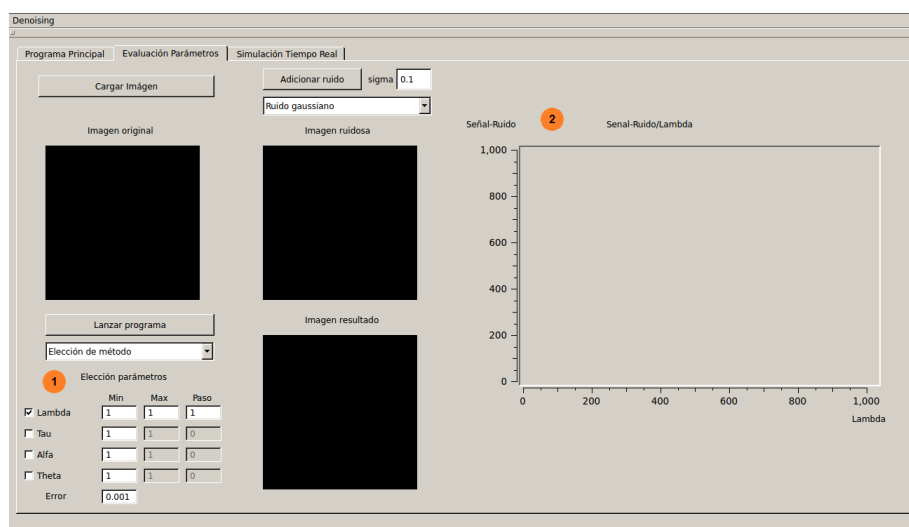 Denoising
Programa Principal Evaluación Parámetros Simulación Tiempo Real
Cargar Imágen
Adicionar ruido sigma 0.1
Ruido gaussiano
Imagen original
Imagen ruidosa
Lanzar programa
Elección de método
1 Elección parámetros
Min Max Paso
Lambda 1 1 1
Tau 1 1 0
Alfa 1 1 0
Theta 1 1 0
Error 0.001
Imagen resultado
Señal-Ruido 2 Senal-Ruido/Lambda
1,000
800
600
400
200
0
0 200 400 600 800 1,000
Lambda